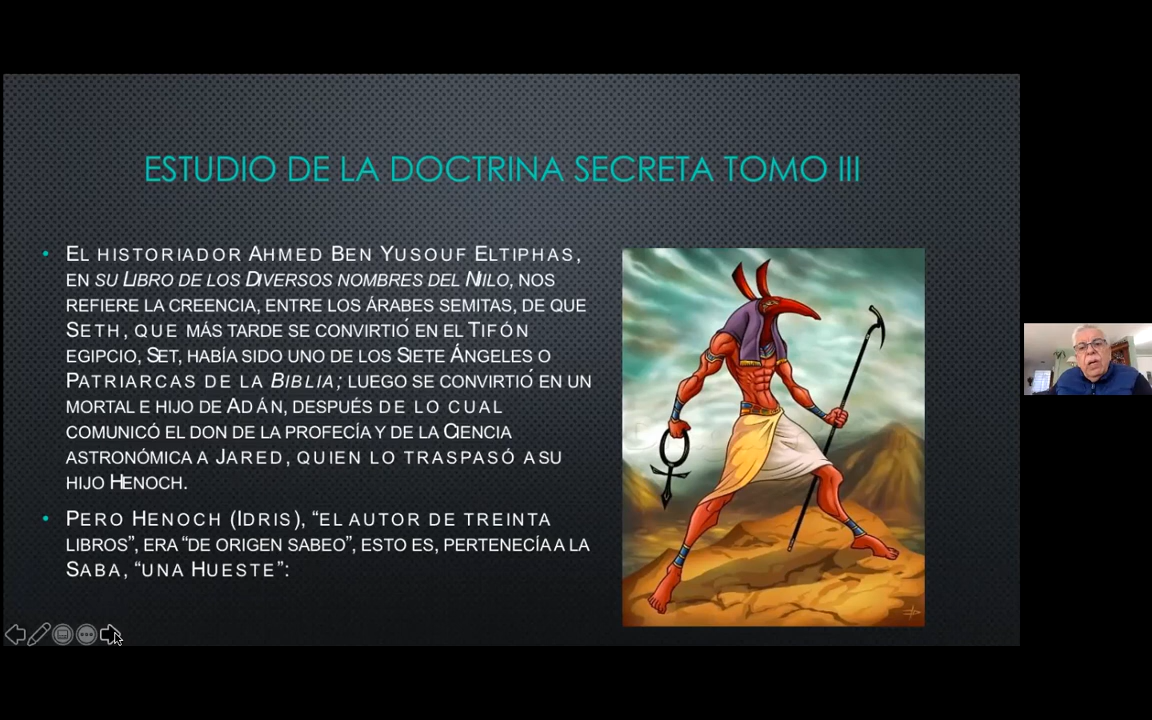 ESTUDIO DE LA DOCTRINA SECRETA TOMO III
• EL HISTORIADOR AHMED BEN YUSOUF ELTIPHAS,
EN SU LIBRO DE LOS DIVERSOS NOMBRES DEL NIILO, NOS
REFIERE LA CREENCIA, ENTRE LOS ÁRABES SEMITAS, DE QUE
SETH, QUE MÁS TARDE SE CONVIRTIÓ EN EL TIFÓN
EGIPCIO, SET, HABÍA SIDO UNO DE LOS SIETE ÁNGELES O
PATRIARCAS DE LA BIBLIA; LUEGO SE CONVIRTIÓ EN UN
MORTAL E HIJO DE ADÁN, DESPUÉS DE LO CUAL
COMUNICÓ EL DON DE LA PROFECÍA Y DE LA CIENCIA
ASTRONÓMICA A JARED, QUIEN LO TRASPASÓ A SU
HIJO HENOCH.
• PERO HENOCH (IDRIS), “EL AUTOR DE TREINTA
LIBROS”, ERA “DE ORIGEN SABEO”, ESTO ES, PERTENECÍA A LA
SABA, “UNA HUESTE”: